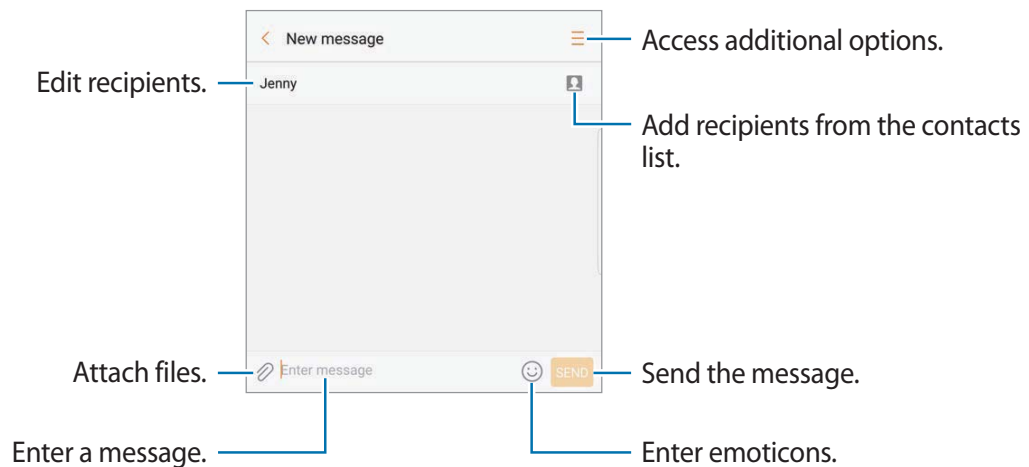 New message
Access additional options.
Edit recipients.
Jenny
Add recipients from the contacts
list.
Attach files.
Enter message
SEND
Send the message.
Enter a message.
Enter emoticons.